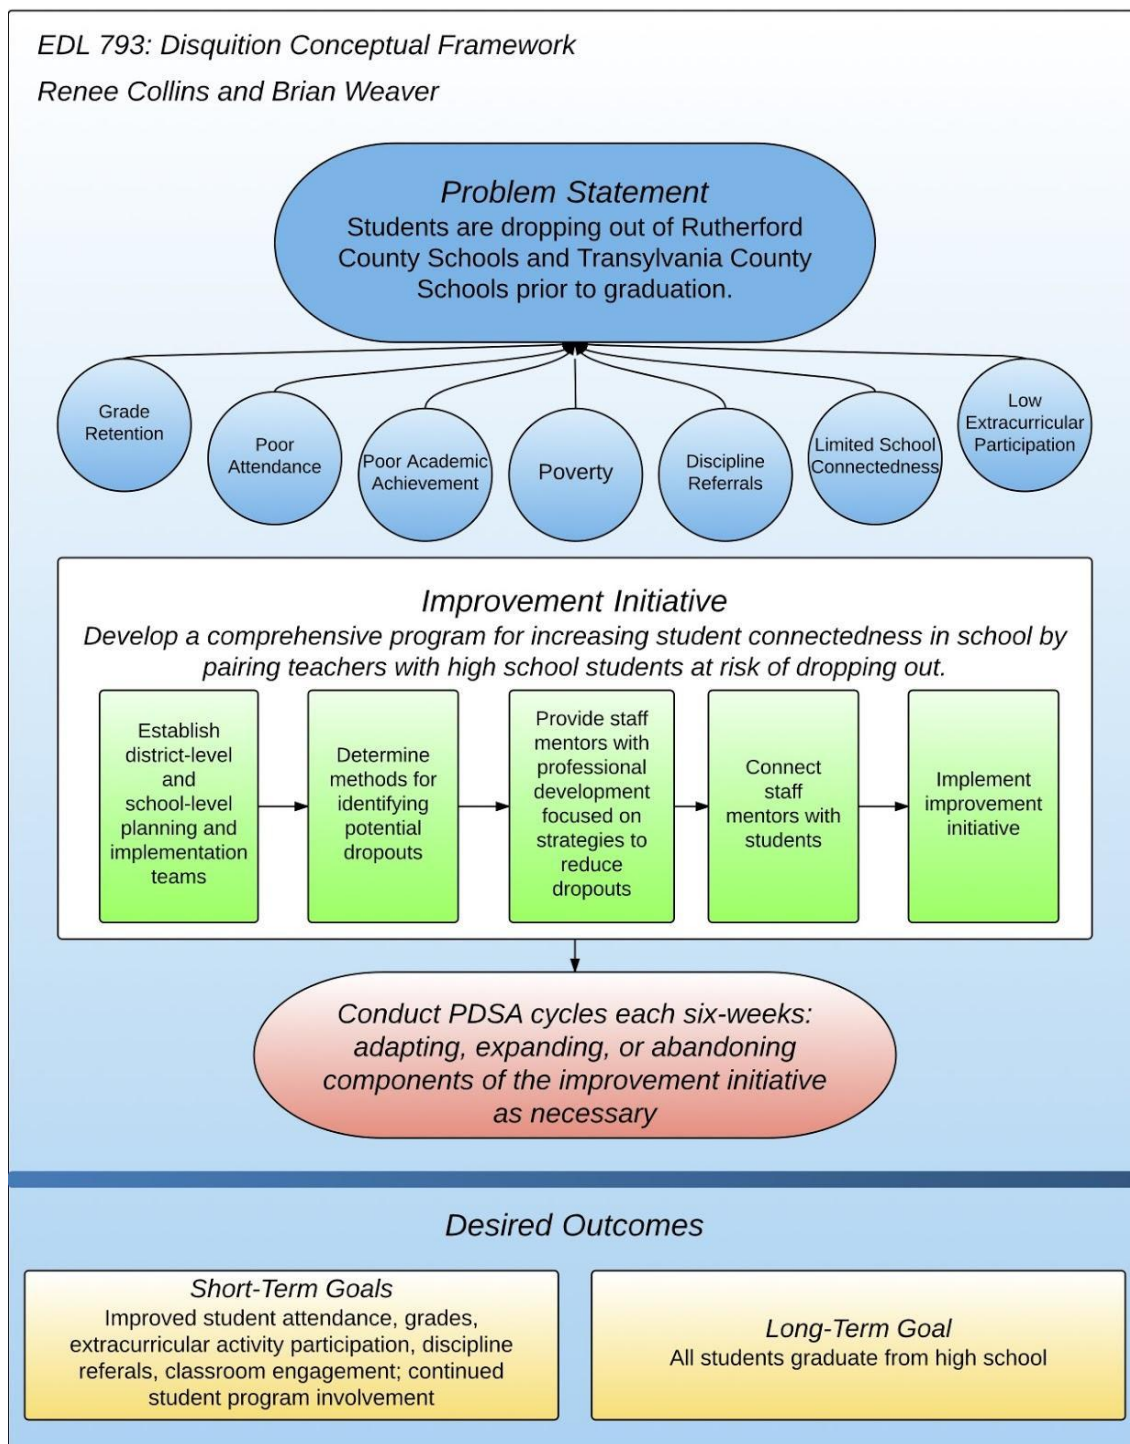 EDL 793: Disquition Conceptual Framework
Renee Collins and Brian Weaver
Problem Statement
Students are dropping out of Rutherford
County Schools and Transylvania County
Schools prior to graduation.
Grade
Retention
Poor
Attendance
Poor Academic
Achievement
Poverty
Discipline
Referrals
Limited School
Connectedness
Low
Extracurricular
Participation
Improvement Initiative
Develop a comprehensive program for increasing student connectedness in school by
pairing teachers with high school students at risk of dropping out.
Establish
district-level
and
school-level
planning and
implementation
teams
Determine
methods for
identifying
potential
dropouts
Provide staff
mentors with
professional
development
focused on
strategies to
reduce
dropouts
Connect
staff
mentors with
students
Implement
improvement
initiative
Conduct PDSA cycles each six-weeks:
adapting, expanding, or abandoning
components of the improvement initiative
as necessary
Desired Outcomes
Short-Term Goals
Improved student attendance, grades,
extracurricular activity participation, discipline
referals, classroom engagement; continued
student program involvement
Long-Term Goal
All students graduate from high school